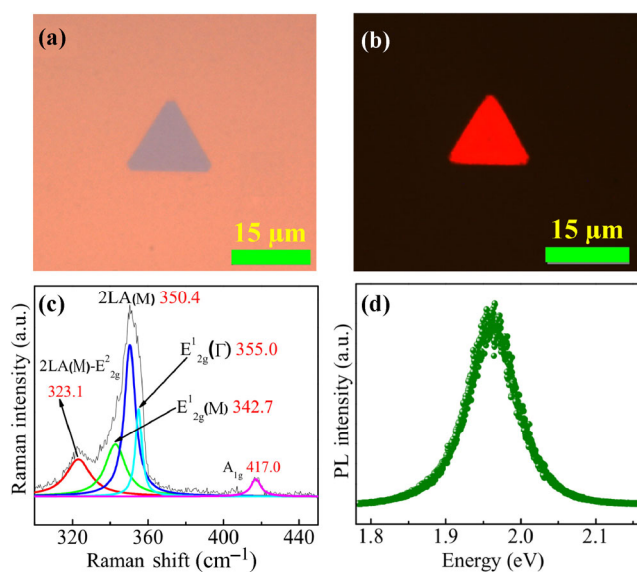 (a)
15 μm
(b)
15 μm
(c)
2LA(M) 350.4
E¹₂g(Γ) 355.0
2LA(M)-E²₂g
323.1
E¹₂g(M) 342.7
A₁g 417.0
Raman intensity (a.u.)
320 360 400 440
Raman shift (cm⁻¹)
(d)
PL intensity (a.u.)
1.8 1.9 2.0 2.1
Energy (eV)